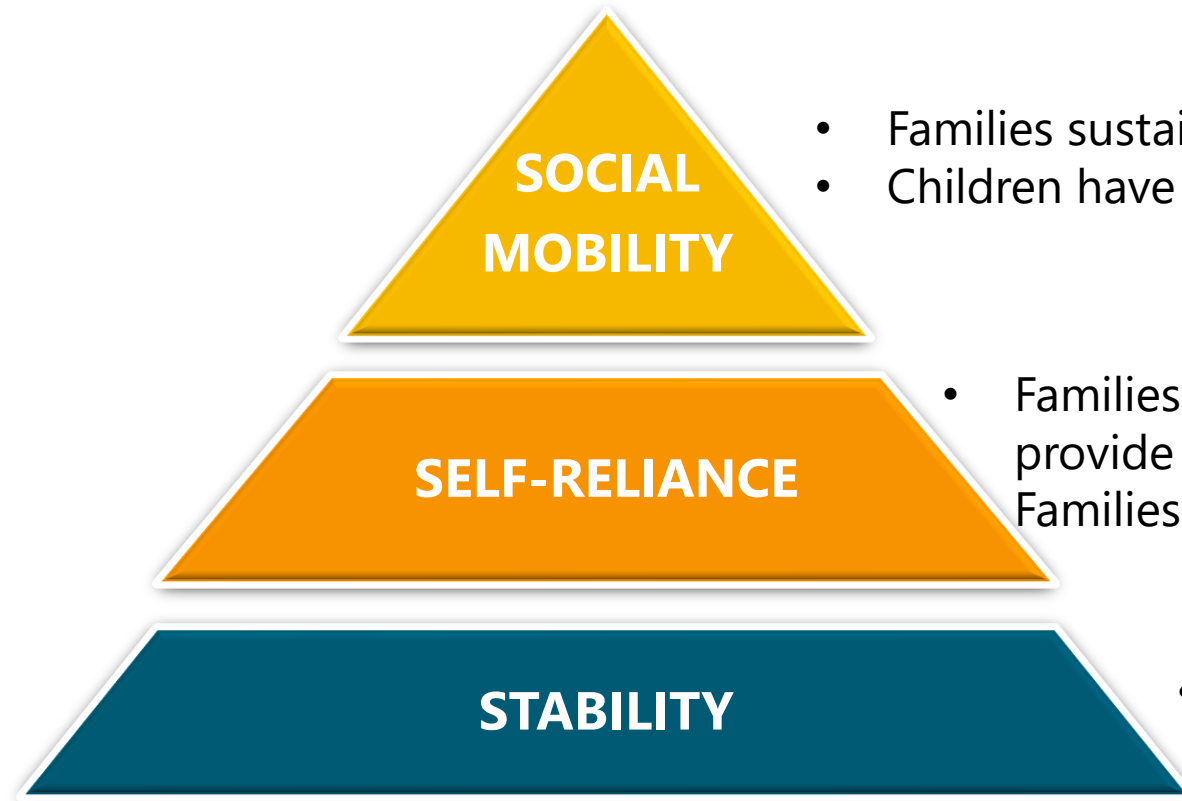 SOCIAL
MOBILITY
• Families
• Children have
SELF-RELIANCE
• Families
provide
Families
STABILITY
•